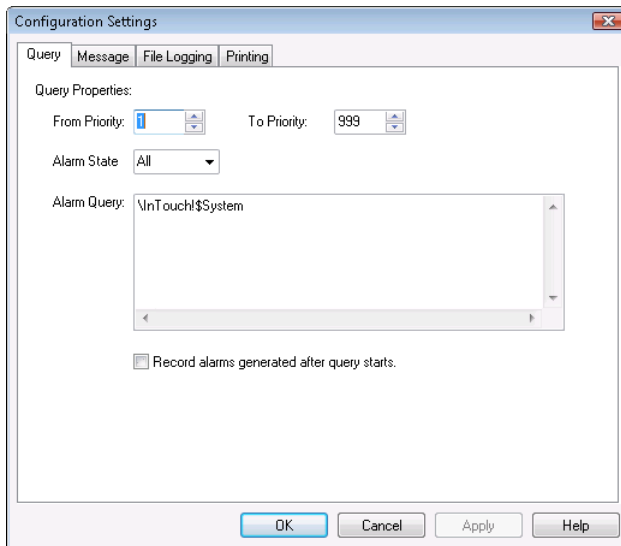 Configuration Settings
Query Message File Logging Printing
Query Properties:
From Priority: 1 To Priority: 999
Alarm State All
Alarm Query: \InTouch!$System
Record alarms generated after query starts.
OK Cancel Apply Help